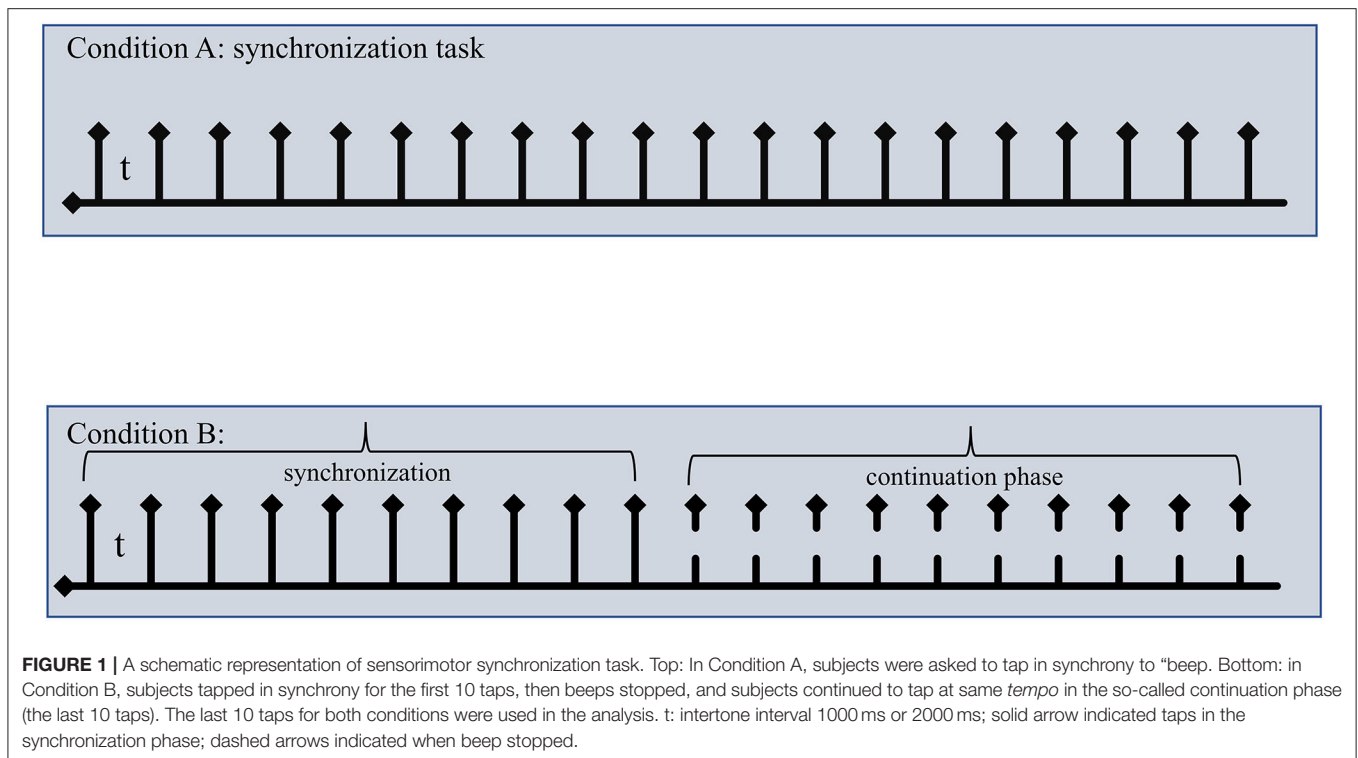 Condition A: synchronization task
t
Condition B:
synchronization
continuation phase
t
FIGURE 1 | A schematic representation of sensorimotor synchronization task. Top: In Condition A, subjects were asked to tap in synchrony to “beep. Bottom: in
Condition B, subjects tapped in synchrony for the first 10 taps, then beeps stopped, and subjects continued to tap at same tempo in the so-called continuation phase
(the last 10 taps). The last 10 taps for both conditions were used in the analysis. t: intertone interval 1000 ms or 2000 ms; solid arrow indicated taps in the
synchronization phase; dashed arrows indicated when beep stopped.